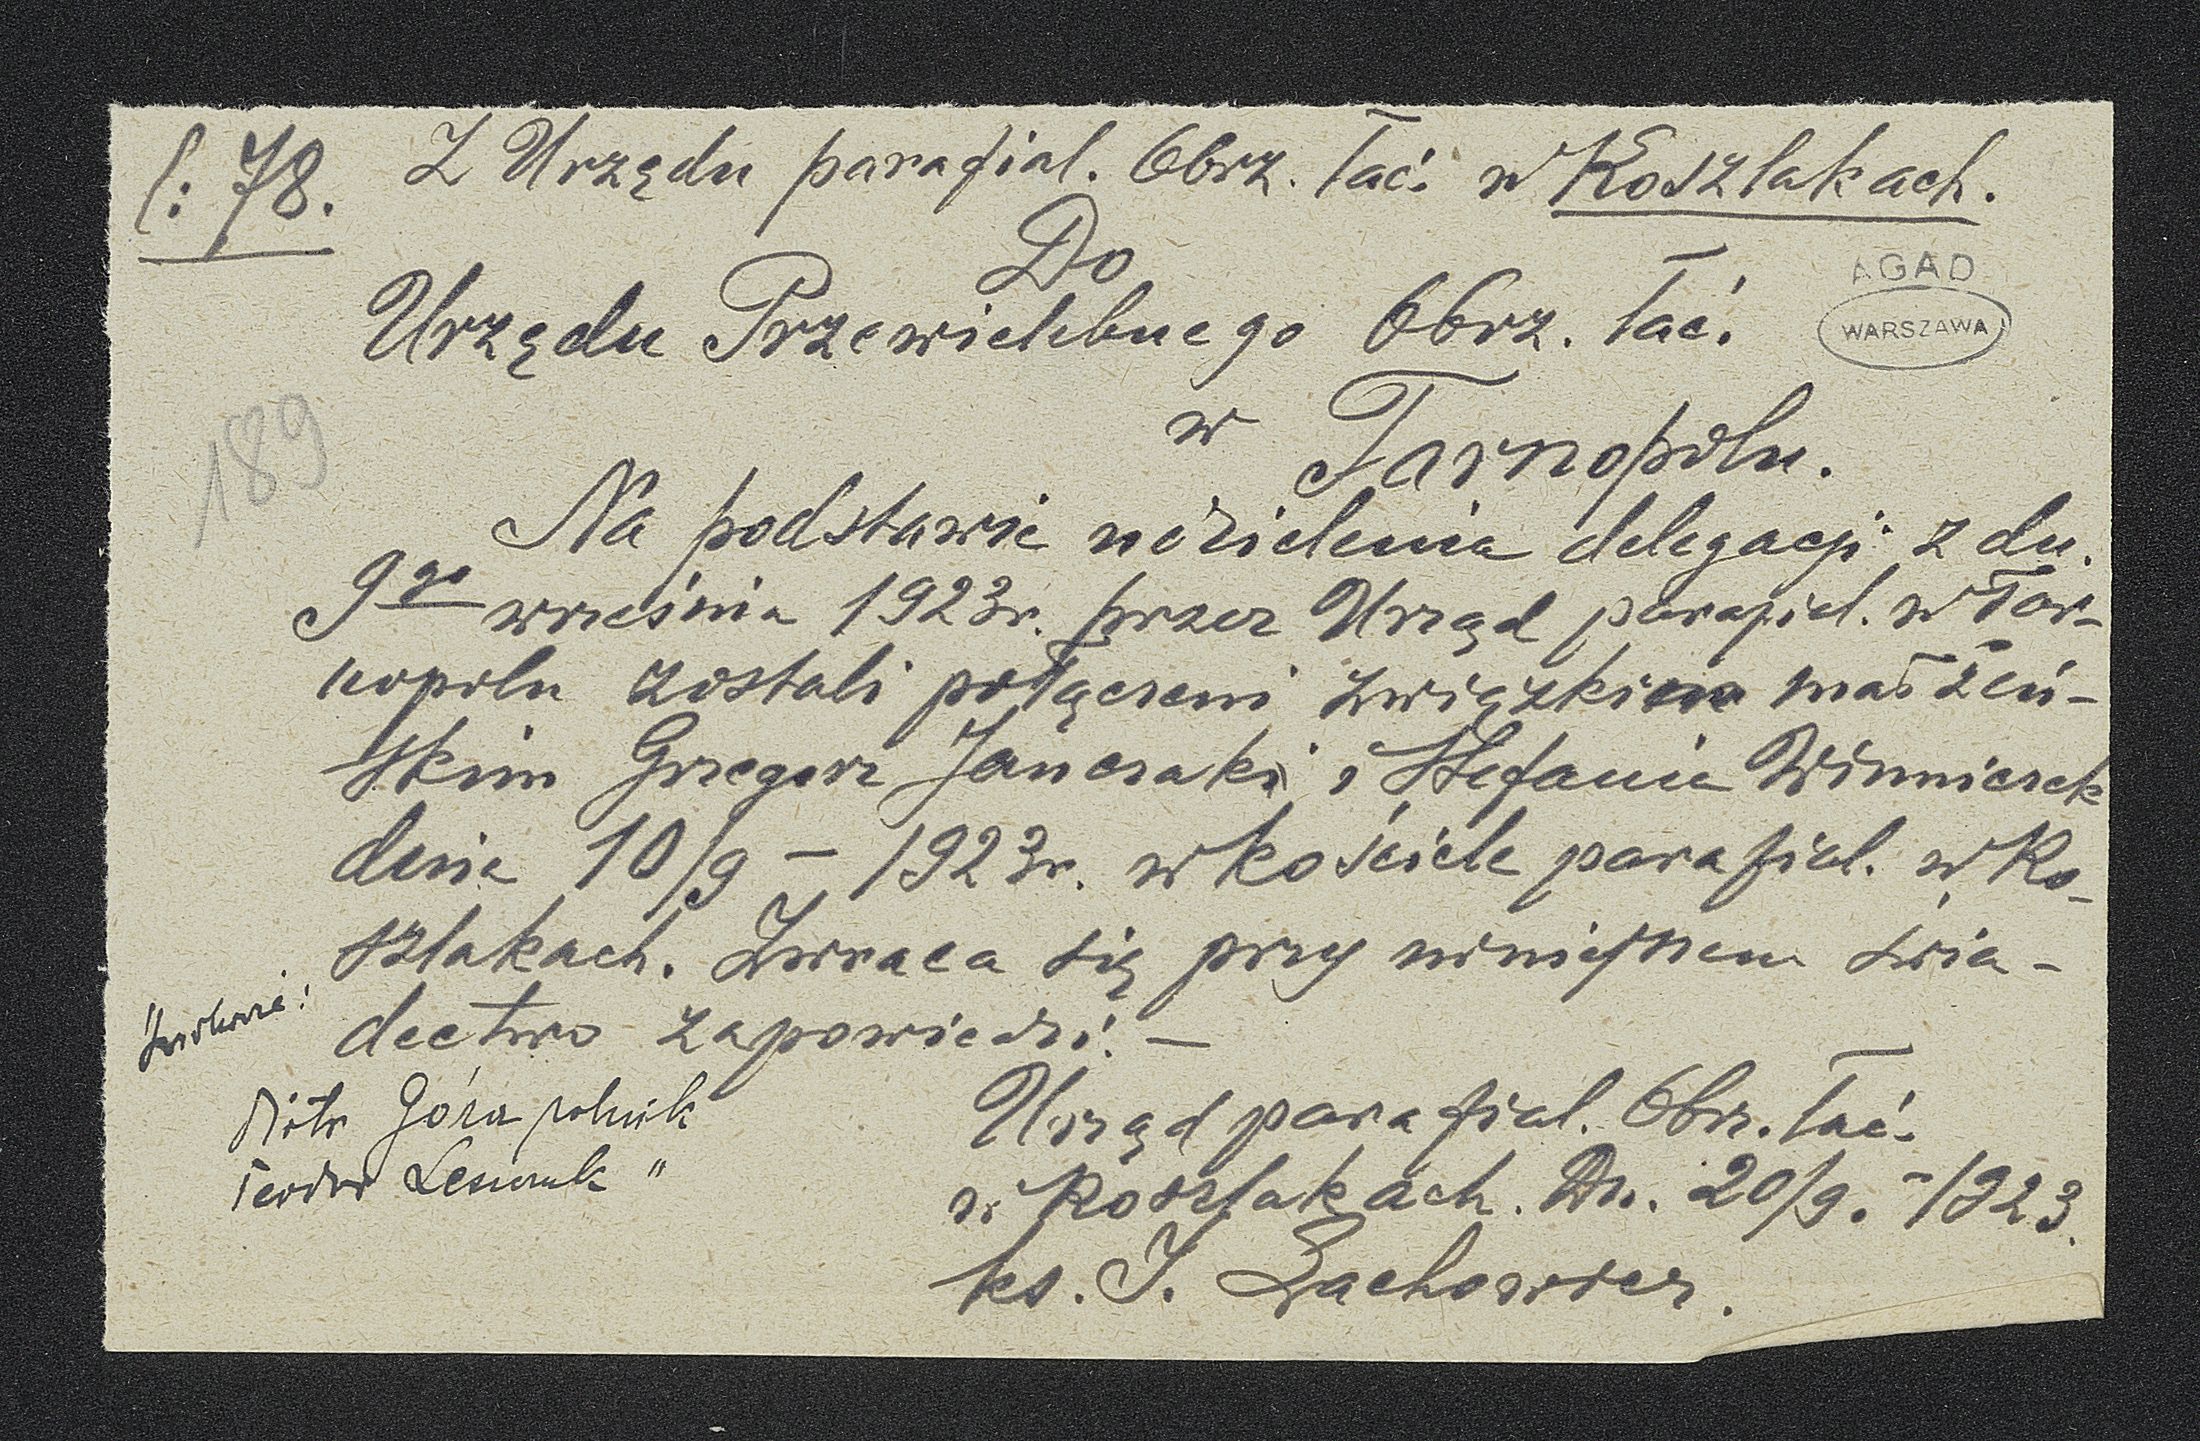 l: 78. Z Urzędu parafial. Obrz. łać. w Koszlakach.
Do
Urzędu Przewielebnego Obrz. łać.
w Tarnopolu.
AGAD
WARSZAWA
189
Na podstawie udzielenia delegacji z dn.
9go września 1923r. przez Urząd parafial. w Tar-
nopolu zostali połączeni związkiem małżeń-
skim Grzegorz Jańczaki i Stefania Winniczek
dnia 10/9 – 1923r. w kościele parafial. w Ko-
szlakach. Zwraca się przy niniejszem świa-
dectwo zapowiedzi. –
Świadkowie:
Piotr Góra rolnik
Teodor "
Urząd parafial. Obrz. łać.
w Koszlakach. Dn. 20/9. – 1923.
ks. J. Lachowicz.